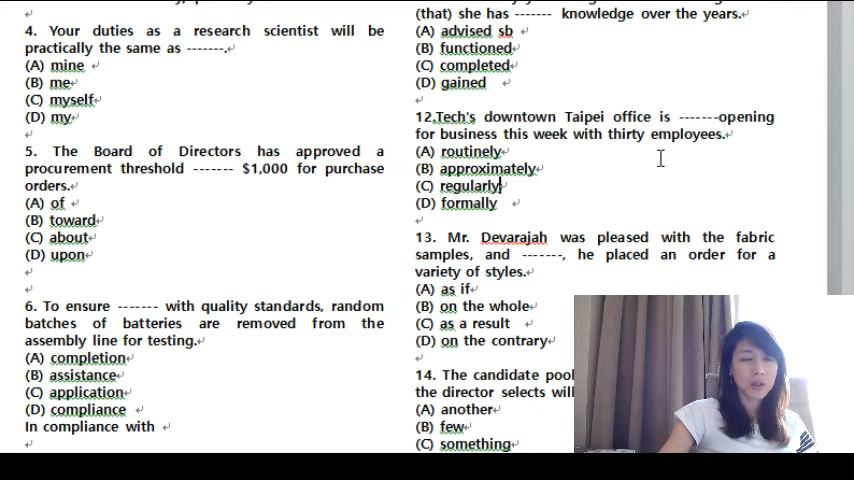 4. Your duties as a research scientist will be
practically the same as -------.
(A) mine
(B) me
(C) myself
(D) my
5. The Board of Directors has approved a
procurement threshold ------- $1,000 for purchase
orders.
(A) of
(B) toward
(C) about
(D) upon
6. To ensure ------- with quality standards, random
batches of batteries are removed from the
assembly line for testing.
(A) completion
(B) assistance
(C) application
(D) compliance
In compliance with
(that) she has ------- knowledge over the years.
(A) advised sb
(B) functioned
(C) completed
(D) gained
12.Tech's downtown Taipei office is -------opening
for business this week with thirty employees.
(A) routinely
(B) approximately
(C) regularly
(D) formally
13. Mr. Devarajah was pleased with the fabric
samples, and -------, he placed an order for a
variety of styles.
(A) as if
(B) on the whole
(C) as a result
(D) on the contrary
14. The candidate pool
the director selects will
(A) another
(B) few
(C) something